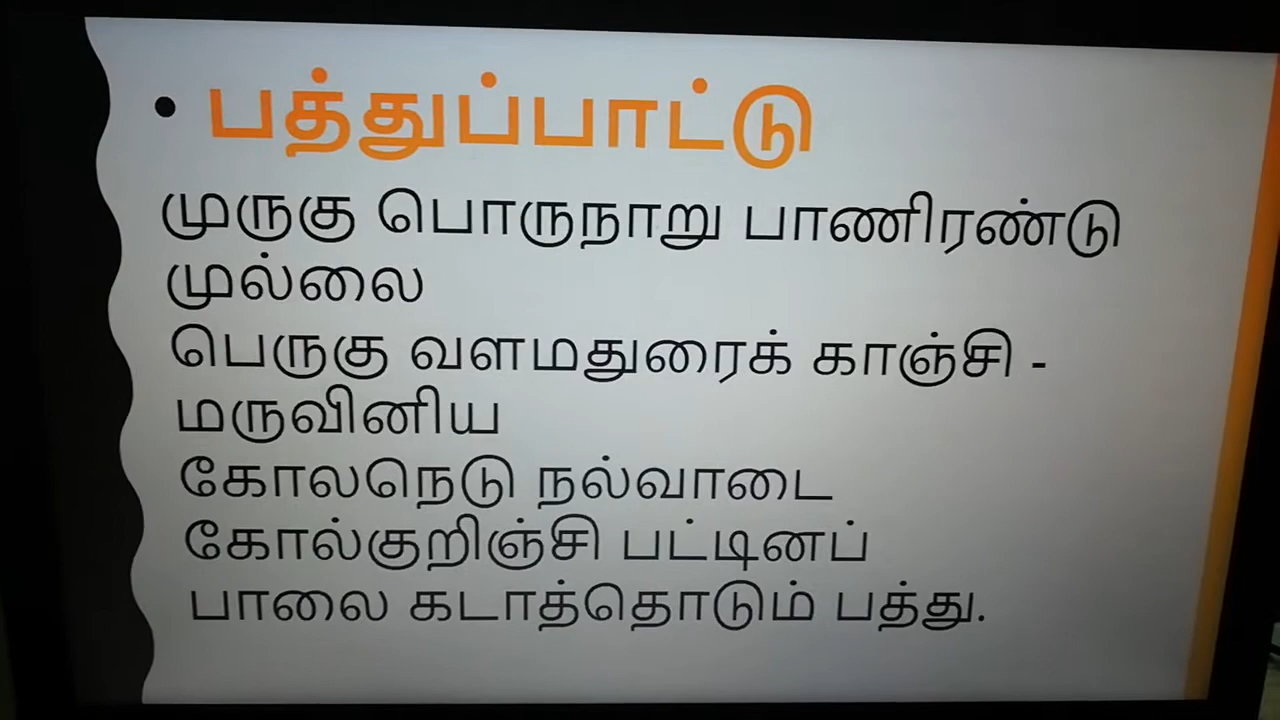 • பத்துப்பாட்டு
முருகு பொருநாறு பாணிரண்டு
முல்லை
பெருகு வளமதுரைக் காஞ்சி -
மருவினிய
கோலநெடு நல்வாடை
கோல்குறிஞ்சி பட்டினப்
பாலை கடாத்தொடும் பத்து.